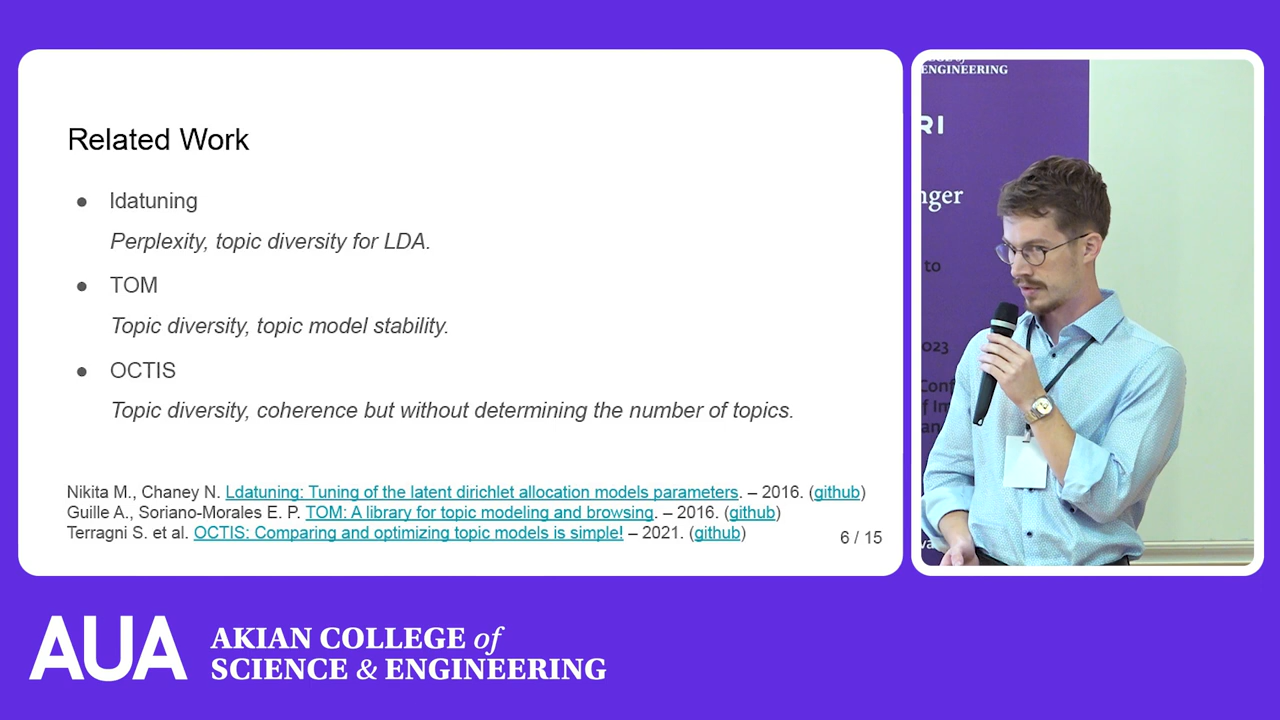 Related Work
● ldatuning
Perplexity, topic diversity for LDA.
● TOM
Topic diversity, topic model stability.
● OCTIS
Topic diversity, coherence but without determining the number of topics.
Nikita M., Chaney N. Ldatuning: Tuning of the latent dirichlet allocation models parameters. – 2016. (github)
Guille A., Soriano-Morales E. P. TOM: A library for topic modeling and browsing. – 2016. (github)
Terragni S. et al. OCTIS: Comparing and optimizing topic models is simple! – 2021. (github)
6 / 15
ENGINEERING
RI
nger
to
023
Conf
f Im
an
AUA
AKIAN COLLEGE of
SCIENCE & ENGINEERING